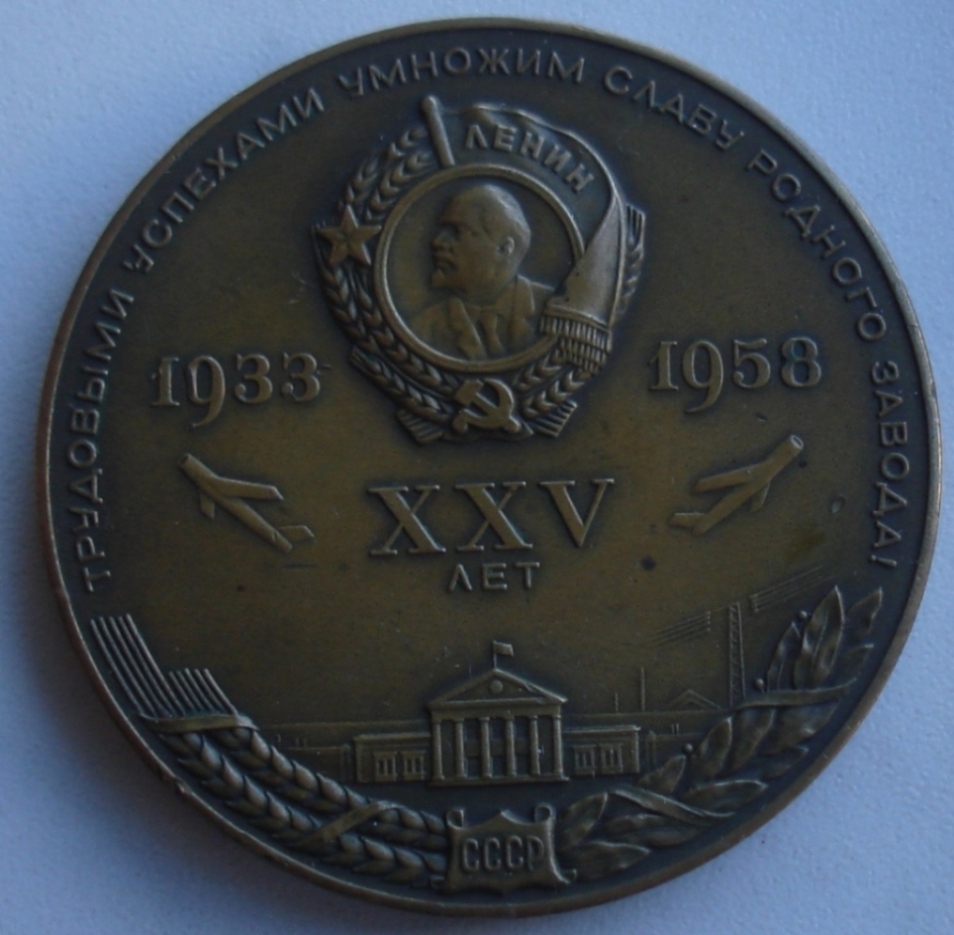 ТРУДОВЫМИ УСПЕХАМИ УМНОЖИМ СЛАВУ РОДНОГО ЗАВОДА!
ЛЕНИН
1933 1958
XXV
ЛЕТ
СССР